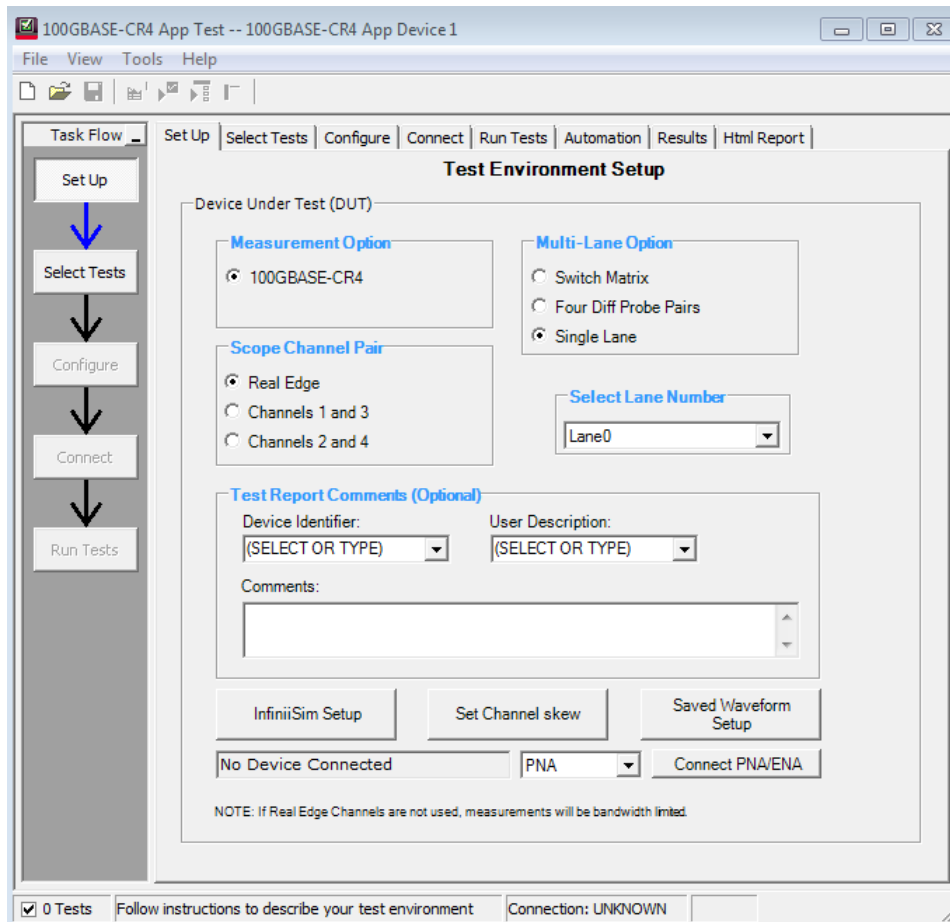 100GBASE-CR4 App Test -- 100GBASE-CR4 App Device 1
File View Tools Help
Task Flow
Set Up
Select Tests
Configure
Connect
Run Tests
Set Up Select Tests Configure Connect Run Tests Automation Results Html Report
Test Environment Setup
Device Under Test (DUT)
Measurement Option
100GBASE-CR4
Multi-Lane Option
Switch Matrix
Four Diff Probe Pairs
Single Lane
Scope Channel Pair
Real Edge
Channels 1 and 3
Channels 2 and 4
Select Lane Number
Lane0
Test Report Comments (Optional)
Device Identifier: User Description:
(SELECT OR TYPE) (SELECT OR TYPE)
Comments:
InfiniiSim Setup
Set Channel skew
Saved Waveform
Setup
No Device Connected PNA Connect PNA/ENA
NOTE: If Real Edge Channels are not used, measurements will be bandwidth limited.
0 Tests Follow instructions to describe your test environment Connection: UNKNOWN